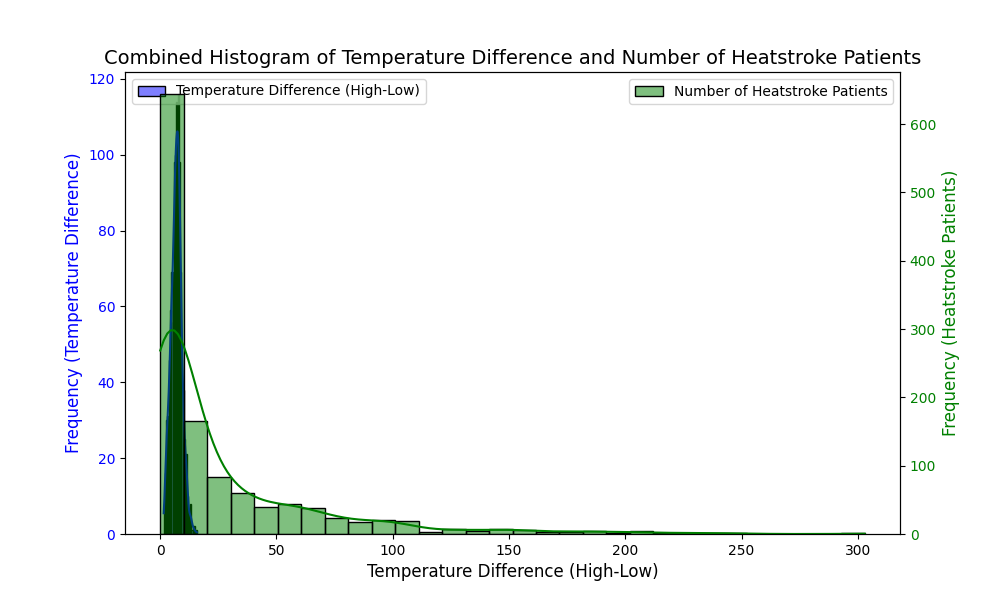 Combined Histogram of Temperature Difference and Number of Heatstroke Patients
Temperature Difference (High-Low)
Number of Heatstroke Patients
120
100
80
60
40
20
0
Frequency (Temperature Difference)
600
500
400
300
200
100
0
Frequency (Heatstroke Patients)
0 50 100 150 200 250 300
Temperature Difference (High-Low)